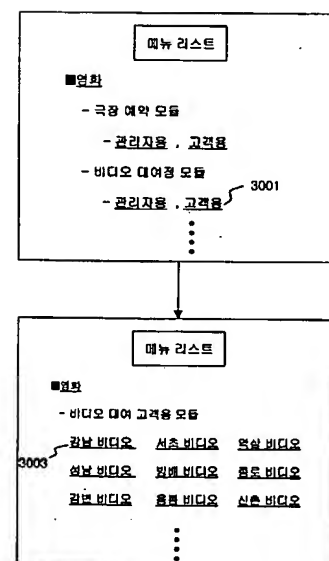 메뉴 리스트
■영화
- 극장 예약 모듈
- 관리자용 , 고객용
- 비디오 대여점 모듈
- 관리자용 , 고객용
3001
메뉴 리스트
■영화
- 비디오 대여 고객용 모듈
3003
강남 비디오 서초 비디오 역삼 비디오
성남 비디오 방배 비디오 종로 비디오
강변 비디오 비디오 신촌 비디오